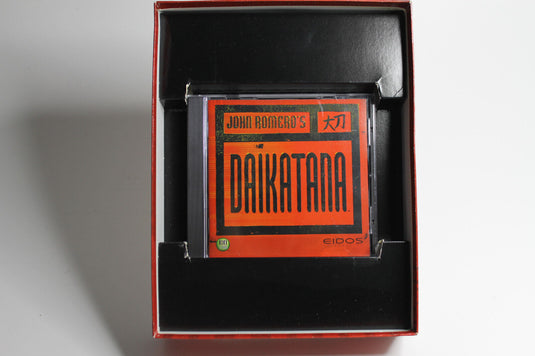 JOHN ROMERO'S
大刀
DAIKATANA
EIDOS